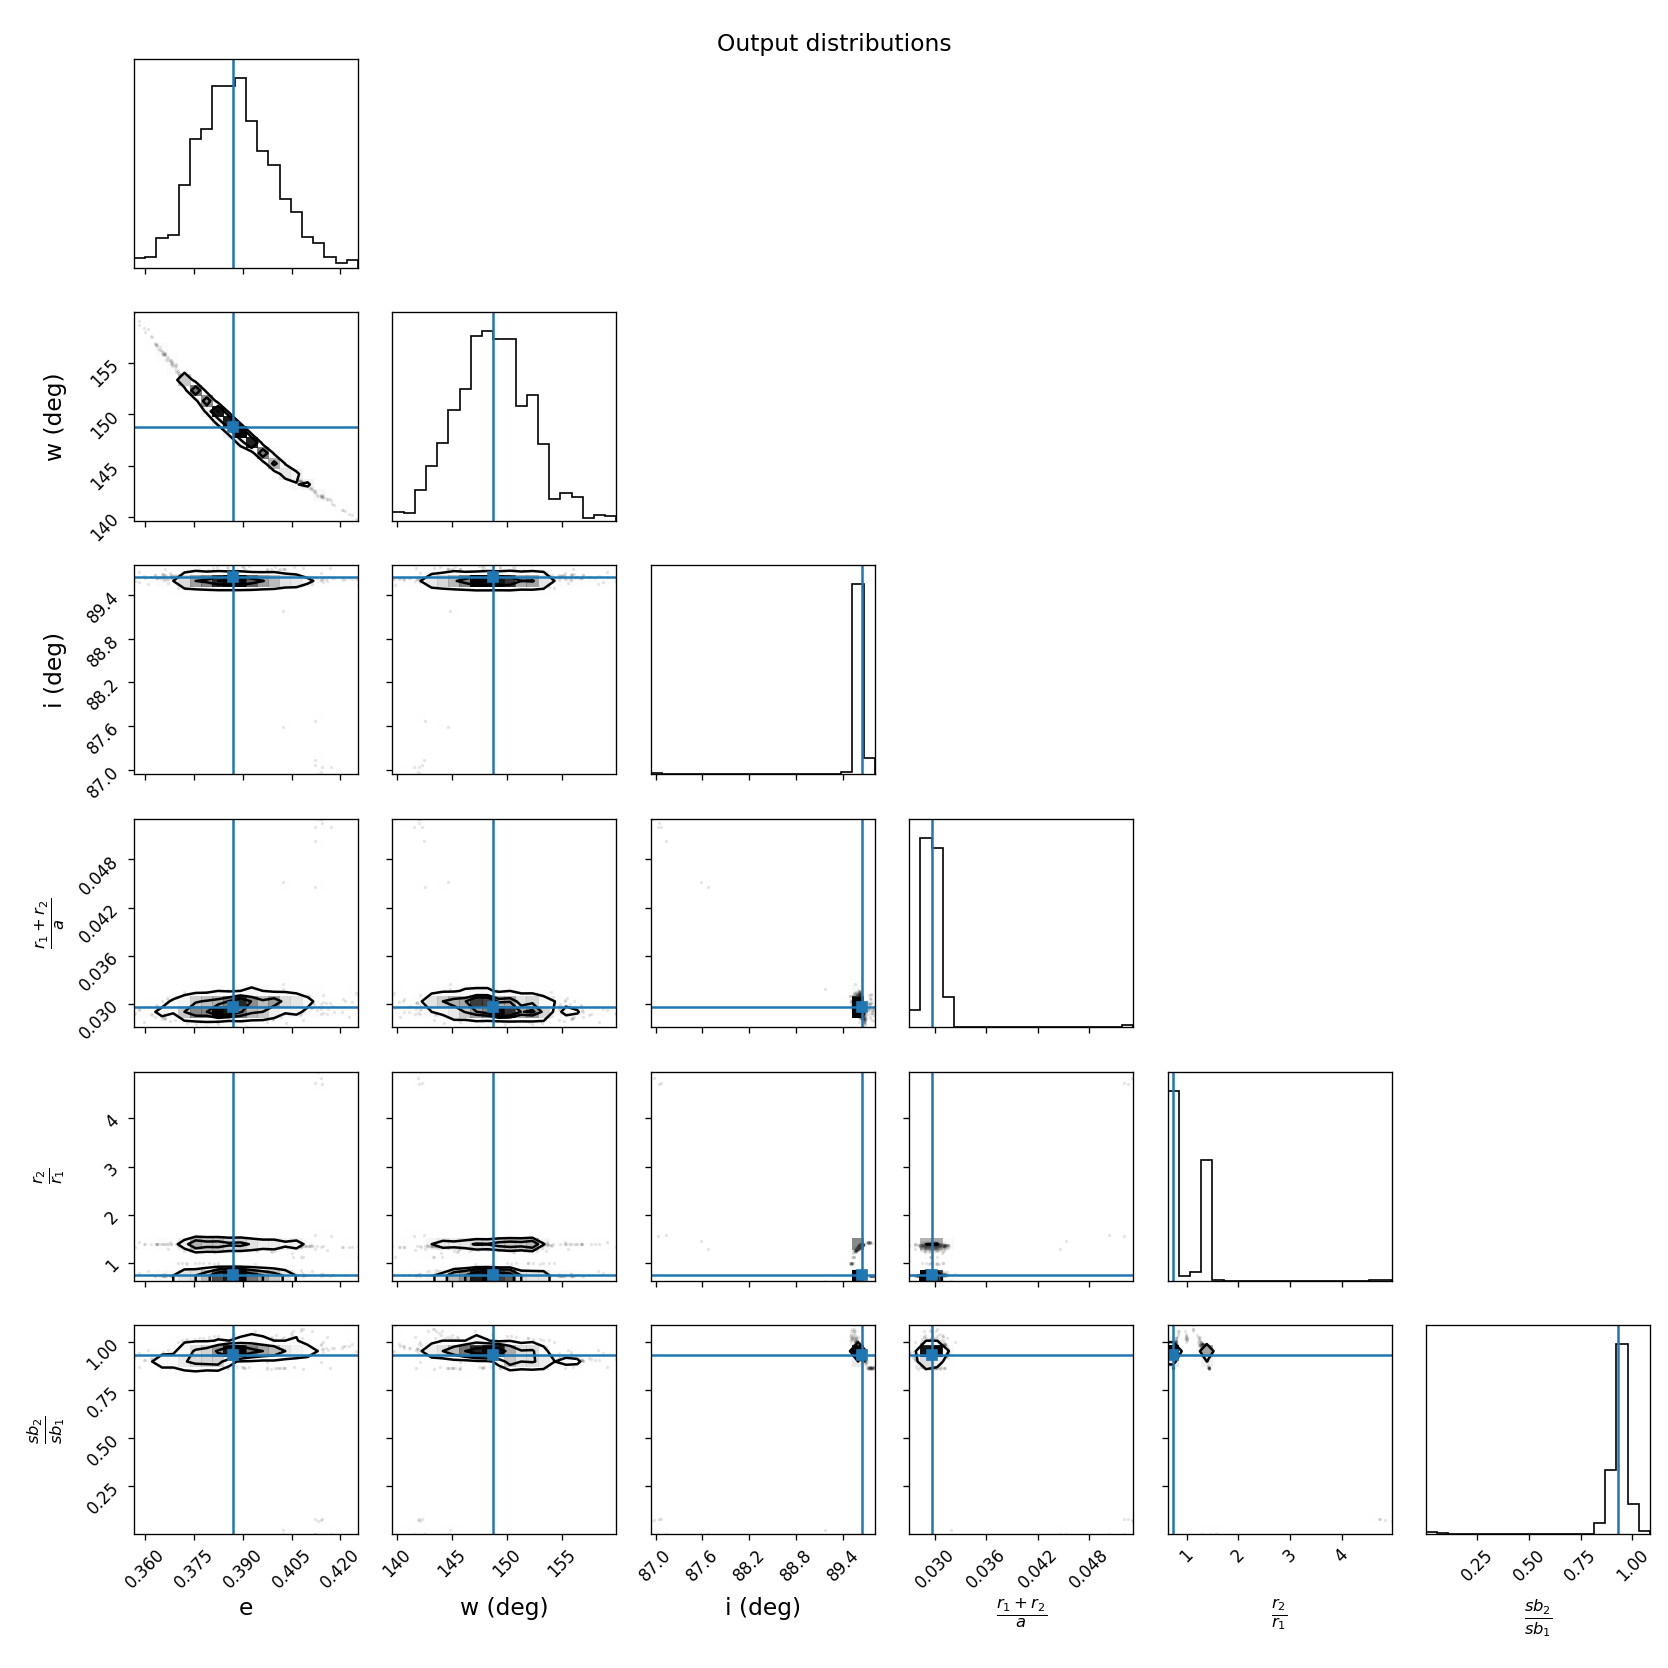 Output distributions
w (deg)
155
150
145
140
i (deg)
89.4
88.8
88.2
87.6
87.0
r₁ + r₂
a
0.048
0.042
0.036
0.030
r₂
r₁
4
3
2
1
sb₂
sb₁
1.00
0.75
0.50
0.25
0.360 0.375 0.390 0.405 0.420
140 145 150 155
87.0 87.6 88.2 88.8 89.4
0.030 0.036 0.042 0.048
1 2 3 4
0.25 0.50 0.75 1.00
e
w (deg)
i (deg)
r₁ + r₂
a
r₂
r₁
sb₂
sb₁